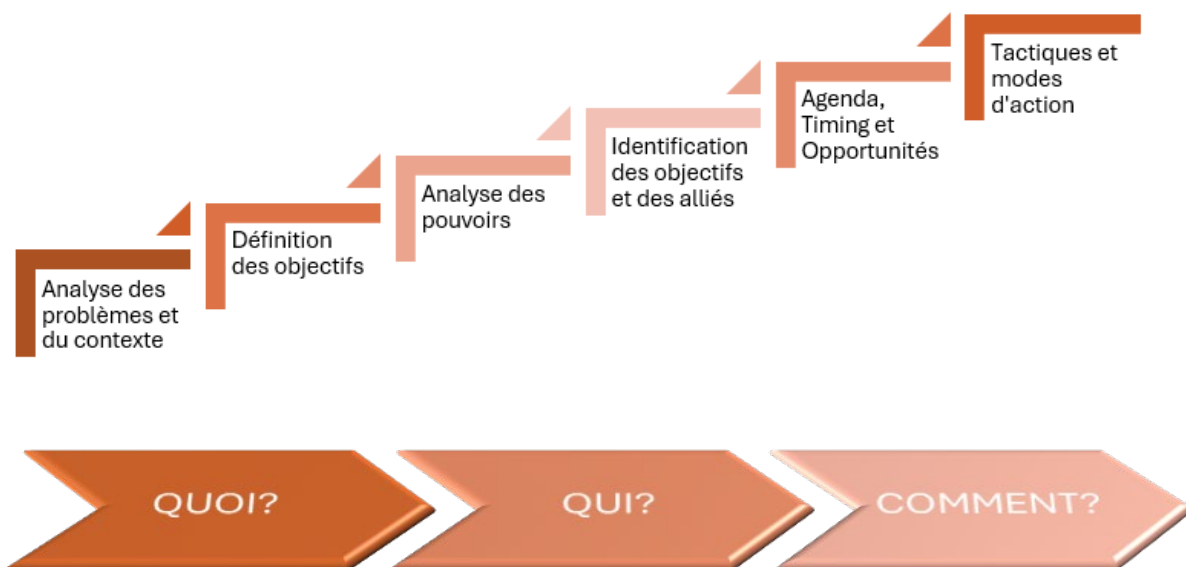 Analyse des
problèmes et
du contexte
Définition
des objectifs
Analyse des
pouvoirs
Identification
des objectifs
et des alliés
Agenda,
Timing et
Opportunités
Tactiques et
modes
d'action
QUOI?
QUI?
COMMENT?